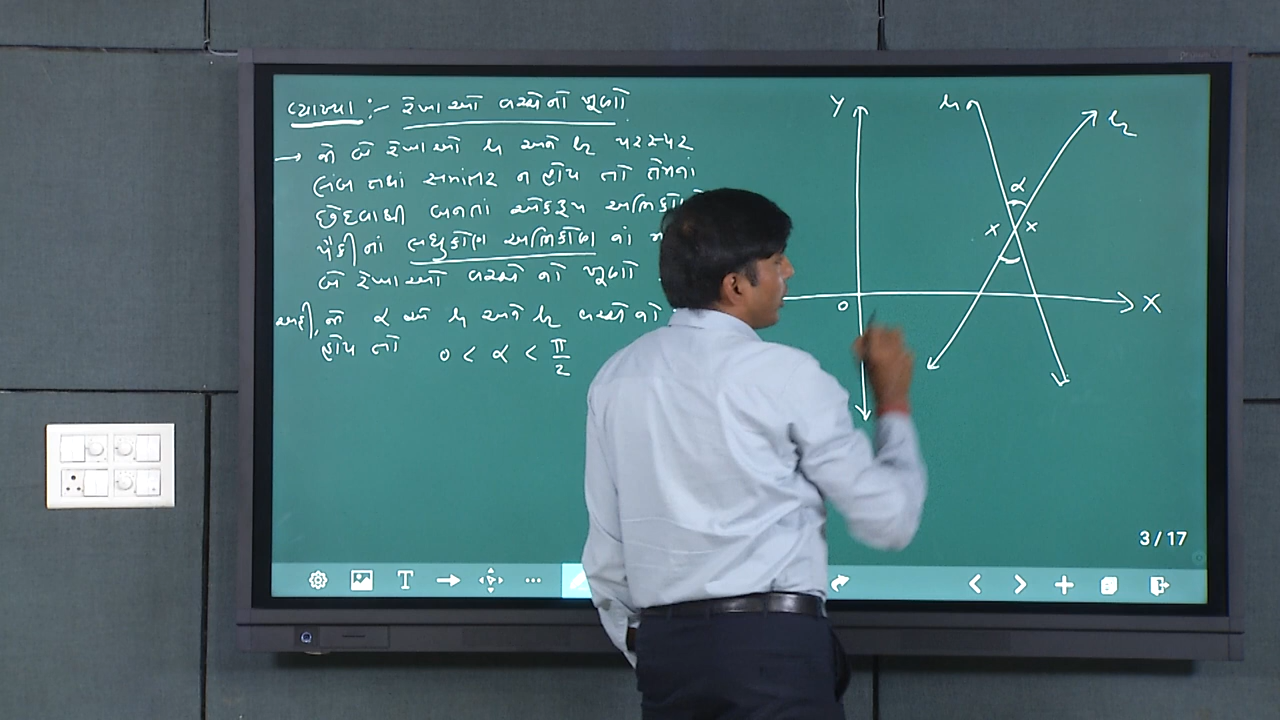 વ્યાખ્યા :- રેખાઓ વચ્ચેનો ખૂણો
→ જો બે રેખાઓ l₁ અને l₂ પરસ્પર
લંબ તથા સમાંતર ન હોય તો તેમનાં
છેદવાથી બનતાં એકરૂપ અભિકોણ
પૈકીનાં લઘુકોણ અભિકોણ નાં
બે રેખાઓ વચ્ચે નો ખૂણો
અહીં, જો α એ l₁ અને l₂ વચ્ચે નો
હોય તો 0 < α < π/2
Y
l₁
l₂
α
x x
0
X
3 / 17
T